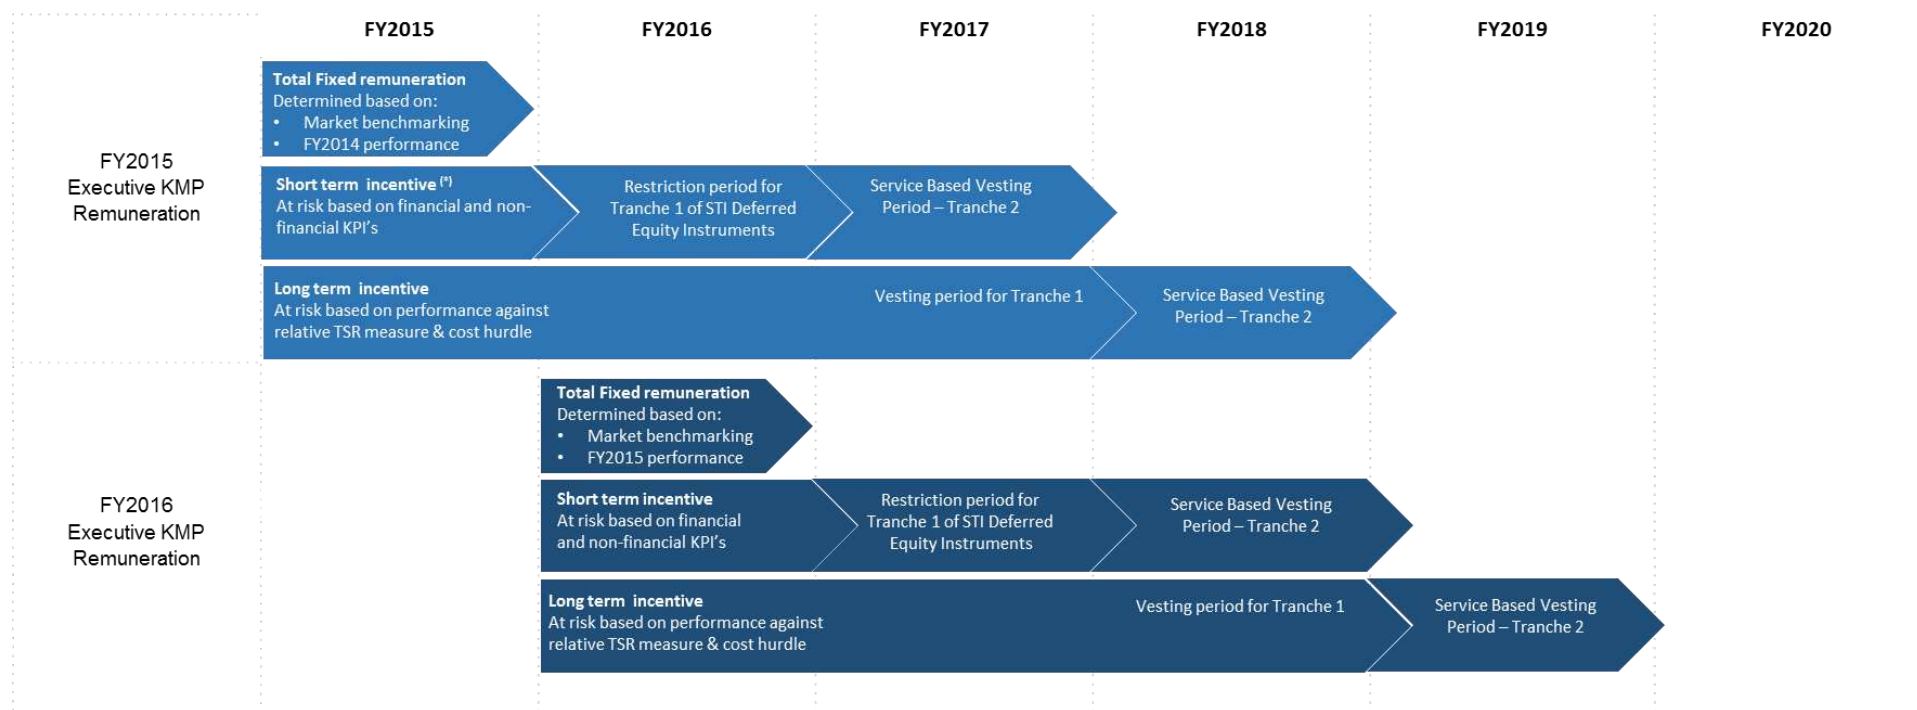 FY2015
FY2016
FY2017
FY2018
FY2019
FY2020
FY2015
Executive KMP
Remuneration
Total Fixed remuneration
Determined based on:
• Market benchmarking
• FY2014 performance
Short term incentive (*)
At risk based on financial and non-
financial KPI's
Restriction period for
Tranche 1 of STI Deferred
Equity Instruments
Service Based Vesting
Period – Tranche 2
Long term incentive
At risk based on performance against
relative TSR measure & cost hurdle
Vesting period for Tranche 1
Service Based Vesting
Period – Tranche 2
FY2016
Executive KMP
Remuneration
Total Fixed remuneration
Determined based on:
• Market benchmarking
• FY2015 performance
Short term incentive
At risk based on financial
and non-financial KPI's
Restriction period for
Tranche 1 of STI Deferred
Equity Instruments
Service Based Vesting
Period – Tranche 2
Long term incentive
At risk based on performance against
relative TSR measure & cost hurdle
Vesting period for Tranche 1
Service Based Vesting
Period – Tranche 2